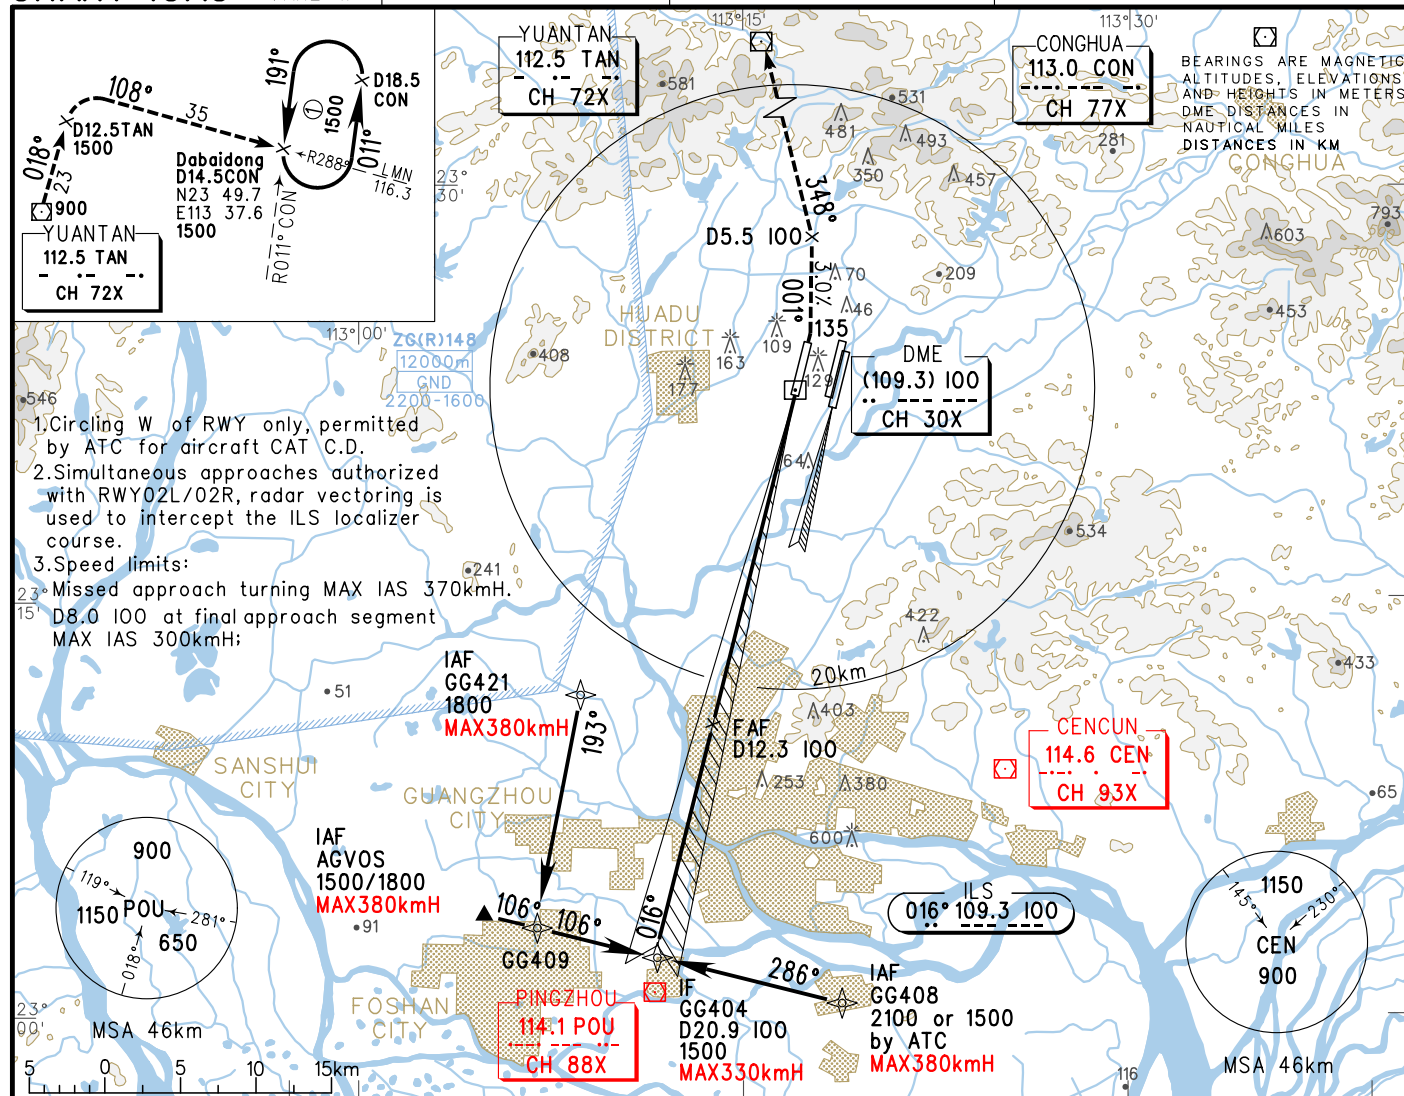 113°15'
113°30'
191°
108°
35
D18.5
CON
①
1500
D12.5TAN
1500
018°
23
900
011°
R288°
LMN
116.3
Dabaidong
D14.5CON
N23 49.7
E113 37.6
1500
R011° CON
YUANTAN
112.5 TAN
CH 72X
YUANTAN
112.5 TAN
CH 72X
CONGHUA
113.0 CON
CH 77X
BEARINGS ARE MAGNETIC
ALTITUDES, ELEVATIONS
AND HEIGHTS IN METERS
DME DISTANCES IN
NAUTICAL MILES
DISTANCES IN KM
CONGHUA
581
531
481
493
350
457
281
793
603
453
209
23°
30'
348°
D5.5 IOO
3.0%
70
46
001°
135
HUADU
DISTRICT
109
163
129
177
408
546
113°00'
ZG(R)148
12000m
GND
2200-1600
DME
(109.3) IOO
CH 30X
1.Circling W of RWY only, permitted
by ATC for aircraft CAT C.D.
2.Simultaneous approaches authorized
with RWY02L/02R, radar vectoring is
used to intercept the ILS localizer
course.
3.Speed limits:
Missed approach turning MAX IAS 370kmH.
D8.0 IOO at final approach segment
MAX IAS 300kmH;
64
534
241
23°
15'
422
433
51
20km
403
IAF
GG421
1800
MAX380kmH
193°
FAF
D12.3 IOO
253
380
600
CENCUN
114.6 CEN
CH 93X
65
SANSHUI
CITY
GUANGZHOU
CITY
IAF
AGVOS
1500/1800
MAX380kmH
91
106°
106°
GG409
016°
ILS
016° 109.3 IOO
286°
IAF
GG408
2100 or 1500
by ATC
MAX380kmH
IF
GG404
D20.9 IOO
1500
MAX330kmH
PINGZHOU
114.1 POU
CH 88X
FOSHAN
CITY
900
119°
1150
POU
281°
650
018°
MSA 46km
1150
145°
230°
CEN
900
MSA 46km
23°
00'
116
5 0 5 10 15km